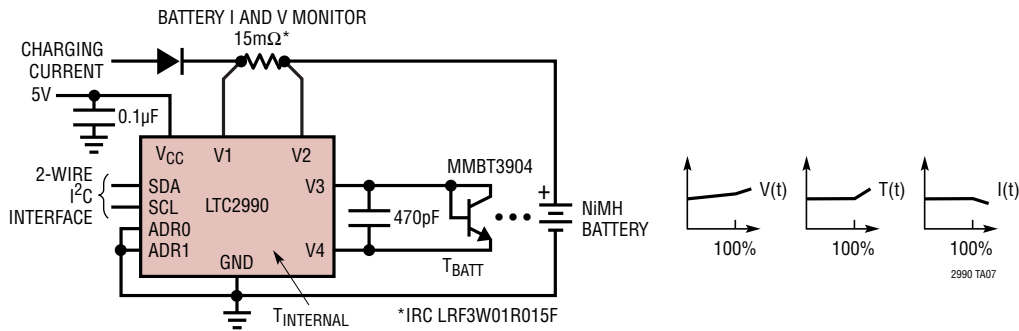 BATTERY I AND V MONITOR
15mΩ*
CHARGING
CURRENT
5V
0.1µF
VCC
V1
V2
2-WIRE
I2C
INTERFACE
SDA
SCL
ADR0
ADR1
LTC2990
V3
V4
GND
470pF
MMBT3904
TBATT
+
NiMH
BATTERY
TINTERNAL
*IRC LRF3W01R015F
V(t)
100%
T(t)
100%
I(t)
100%
2990 TA07